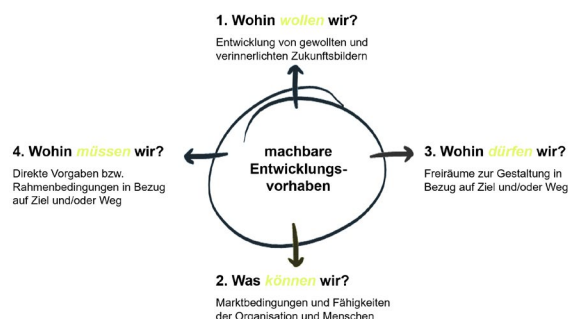 1. Wohin wollen wir?
Entwicklung von gewollten und
verinnerlichten Zukunftsbildern
4. Wohin müssen wir?
Direkte Vorgaben bzw.
Rahmenbedingungen in Bezug
auf Ziel und/oder Weg
machbare
Entwicklungs-
vorhaben
3. Wohin dürfen wir?
Freiräume zur Gestaltung in
Bezug auf Ziel und/oder Weg
2. Was können wir?
Marktbedingungen und Fähigkeiten
der Organisation und Menschen